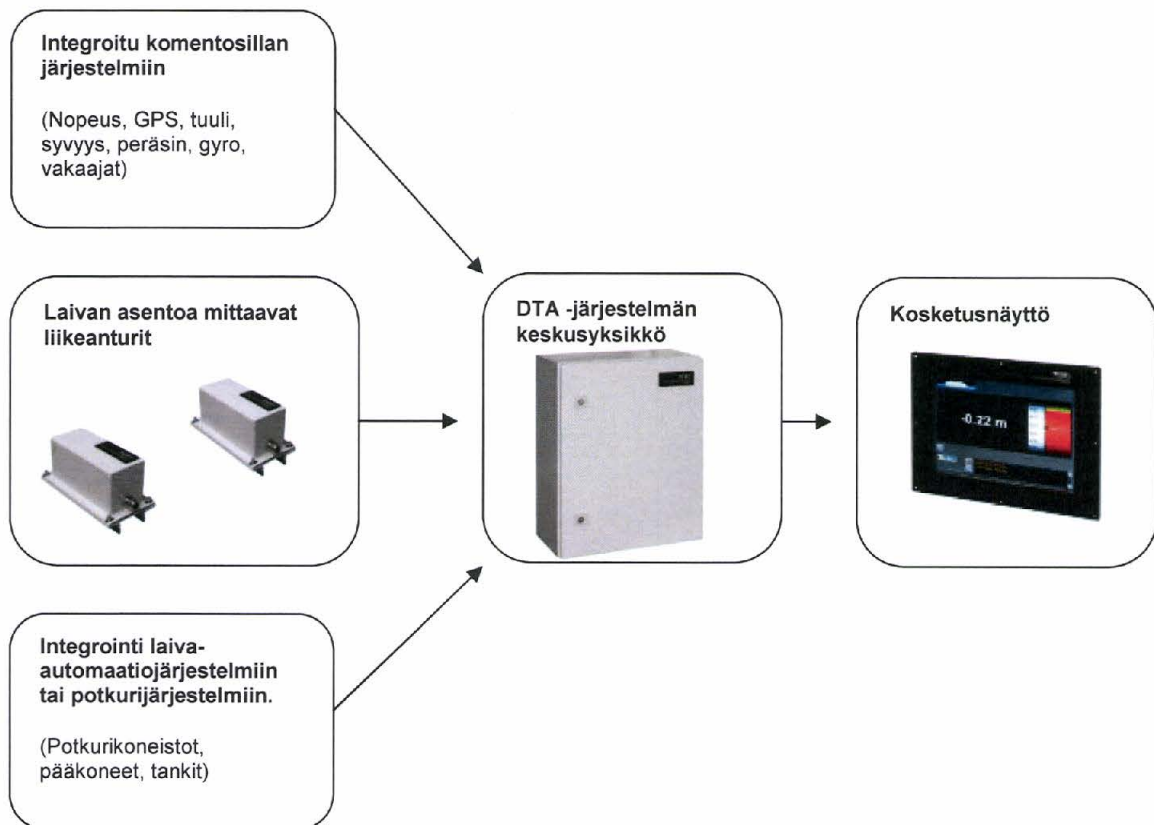 Integroitu komentosillan
järjestelmiin
(Nopeus, GPS, tuuli,
syvyys, peräsin, gyro,
vakaajat)
Laivan asentoa mittaavat
liikeanturit
DTA -järjestelmän
keskusyksikkö
Kosketusnäyttö
-0.22 m
Integrointi laiva-
automaatiojärjestelmiin
tai potkurijärjestelmiin.
(Potkurikoneistot,
pääkoneet, tankit)